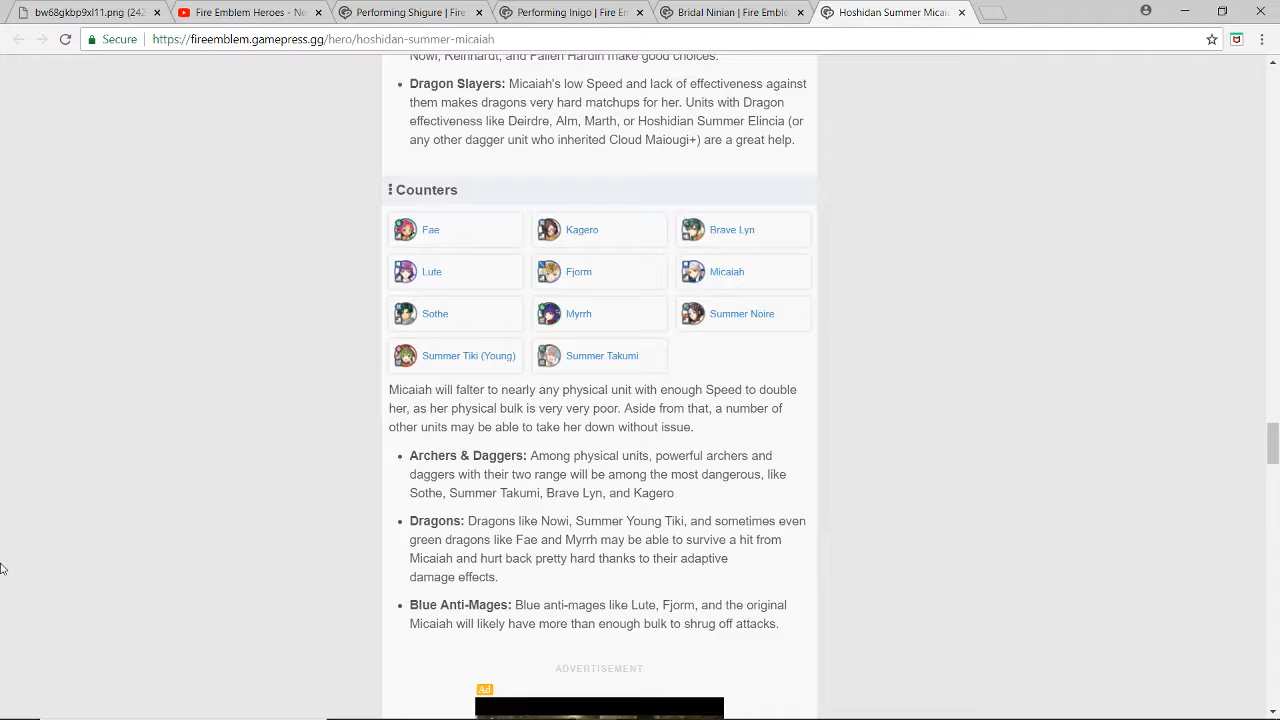 bw68gkbp9xl11.png (242
Fire Emblem Heroes - Ne
Performing Shigure | Fire
Performing Inigo | Fire Em
Bridal Ninian | Fire Emble
Hoshidan Summer Micai
Secure
https://fireemblem.gamepress.gg/hero/hoshidan-summer-micaiah
Nowi, Reinhardt, and Fallen Hardin make good choices.
• Dragon Slayers: Micaiah's low Speed and lack of effectiveness against
them makes dragons very hard matchups for her. Units with Dragon
effectiveness like Deirdre, Alm, Marth, or Hoshidan Summer Elincia (or
any other dagger unit who inherited Cloud Maiougi+) are a great help.
Counters
Fae
Kagero
Brave Lyn
Lute
Fjorm
Micaiah
Sothe
Myrrh
Summer Noire
Summer Tiki (Young)
Summer Takumi
Micaiah will falter to nearly any physical unit with enough Speed to double
her, as her physical bulk is very very poor. Aside from that, a number of
other units may be able to take her down without issue.
• Archers & Daggers: Among physical units, powerful archers and
daggers with their two range will be among the most dangerous, like
Sothe, Summer Takumi, Brave Lyn, and Kagero
• Dragons: Dragons like Nowi, Summer Young Tiki, and sometimes even
green dragons like Fae and Myrrh may be able to survive a hit from
Micaiah and hurt back pretty hard thanks to their adaptive
damage effects.
• Blue Anti-Mages: Blue anti-mages like Lute, Fjorm, and the original
Micaiah will likely have more than enough bulk to shrug off attacks.
ADVERTISEMENT
Ad